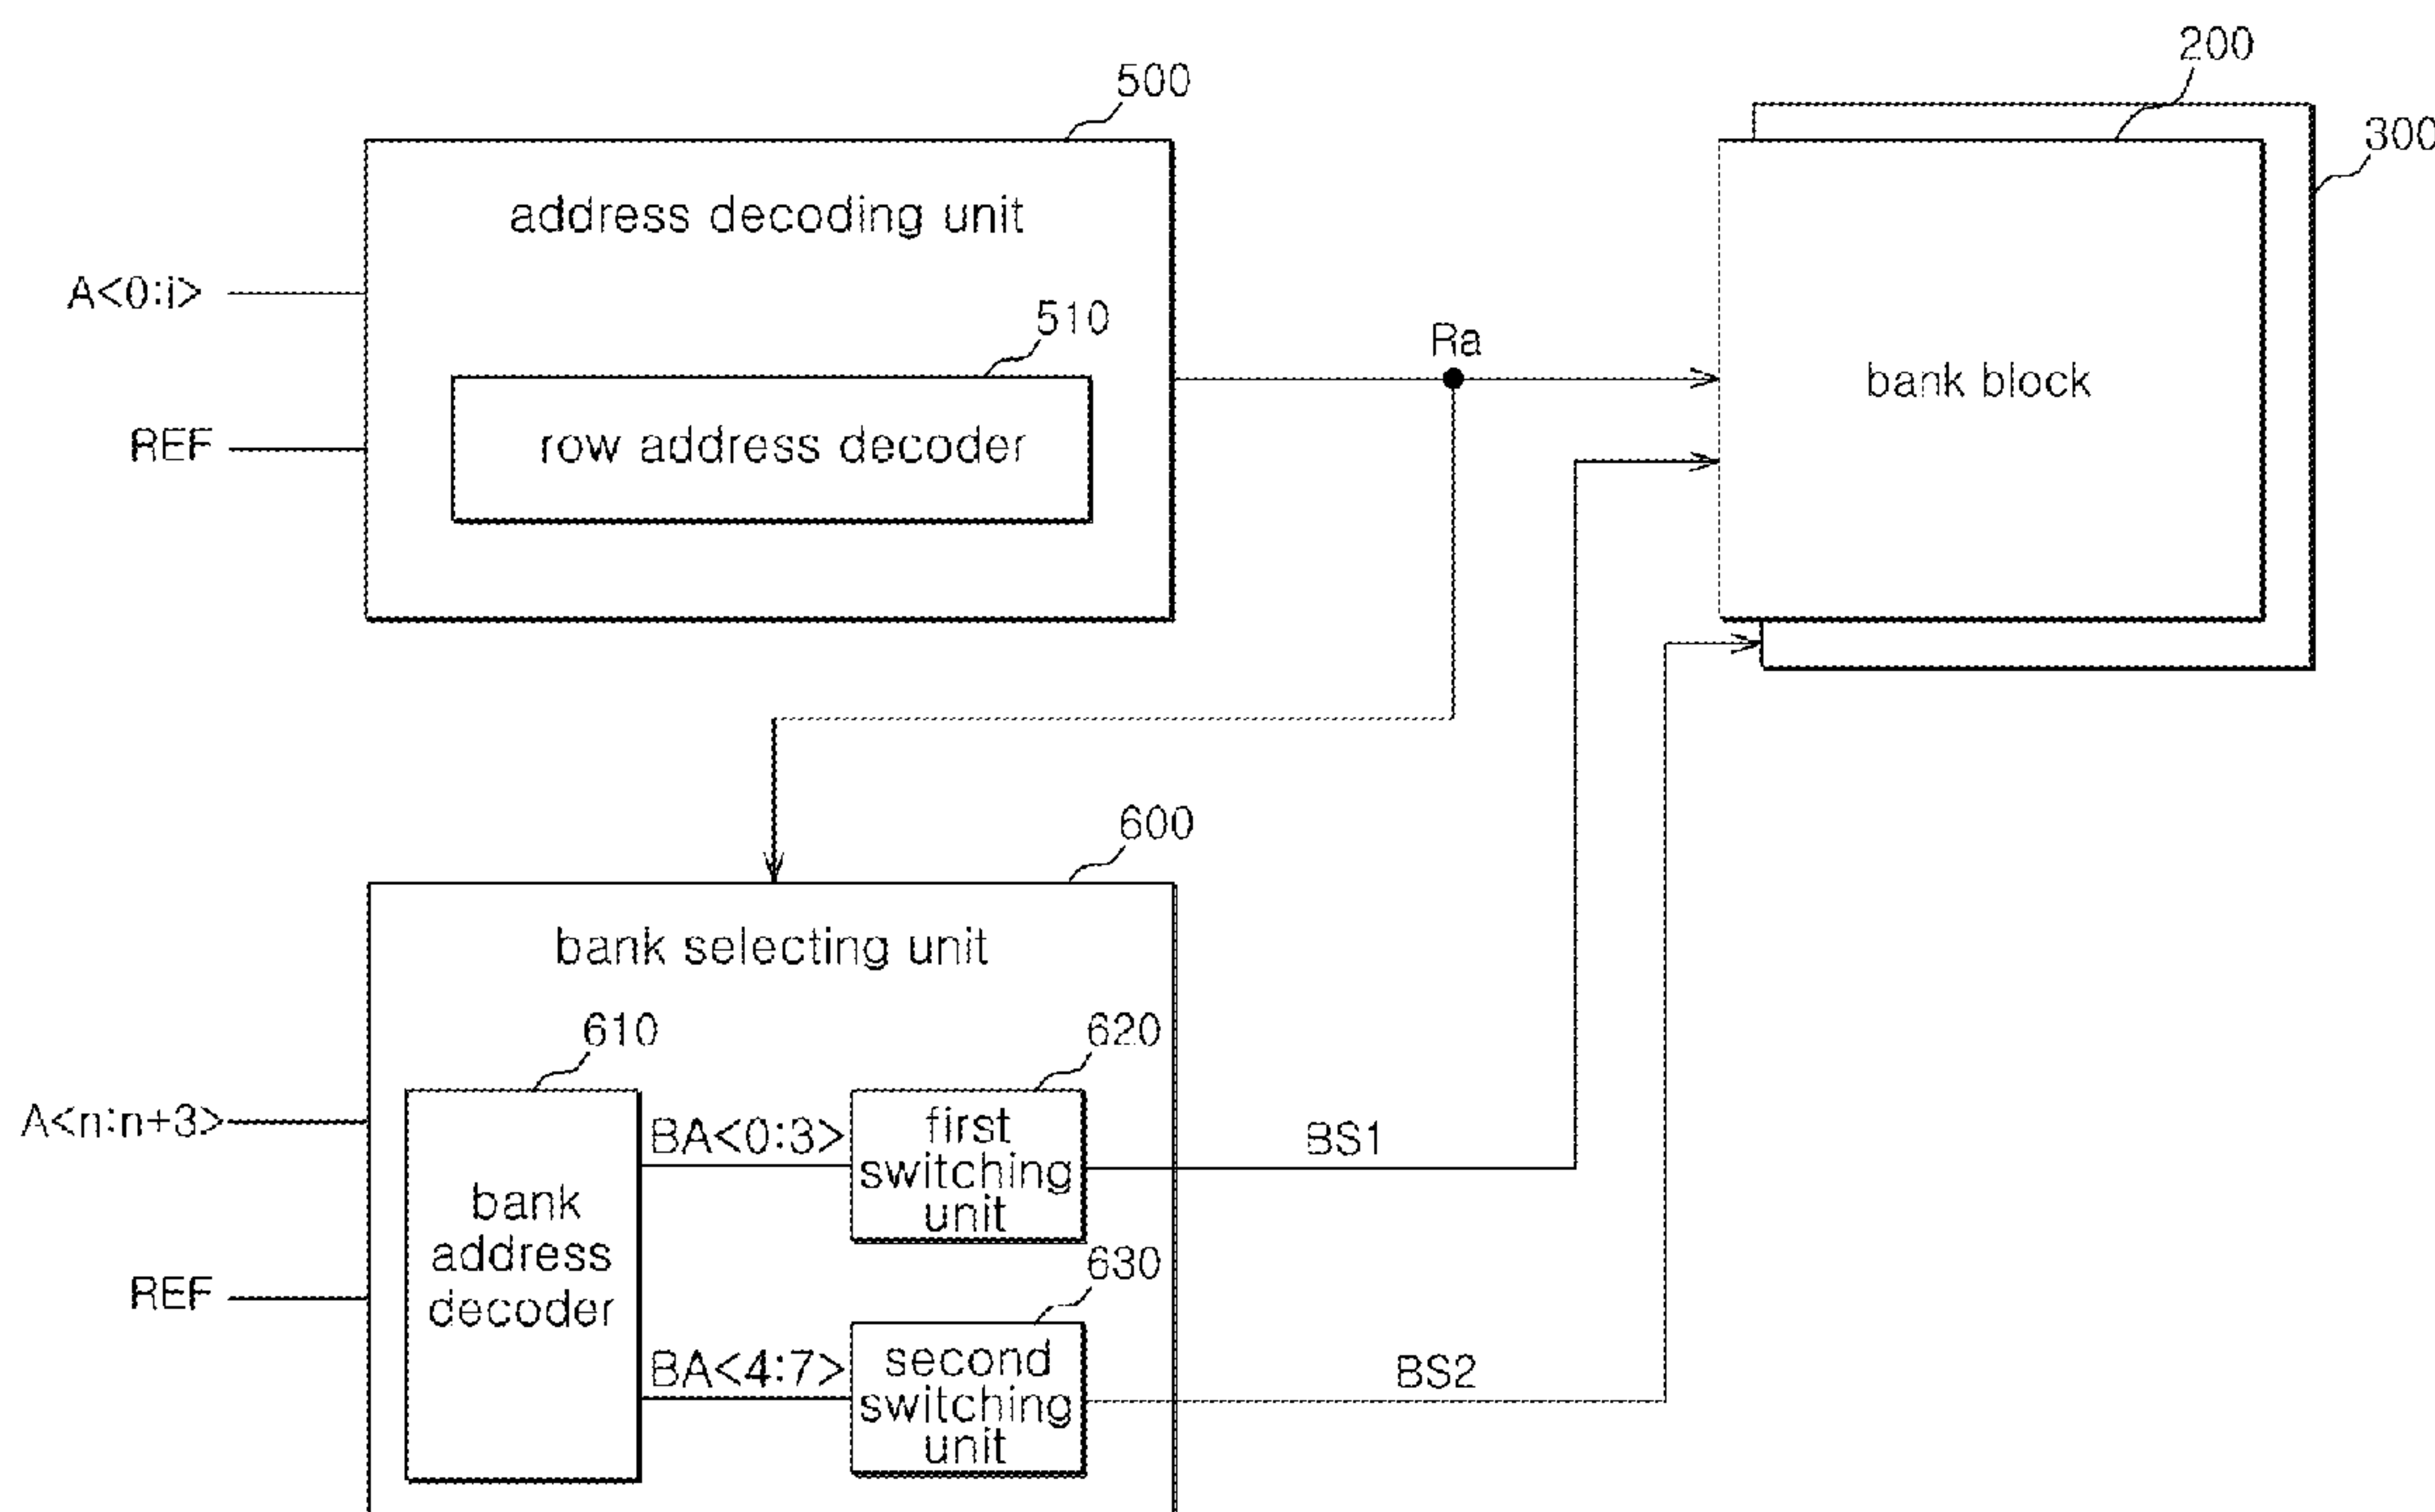 200
500
300
address decoding unit
A<0:i>
510
Ra
bank block
REF
row address decoder
600
bank selecting unit
610
620
A<n:n+3>
BA<0:3>
first
switching
unit
BS1
bank
address
decoder
630
REF
BA<4:7>
second
switching
unit
BS2